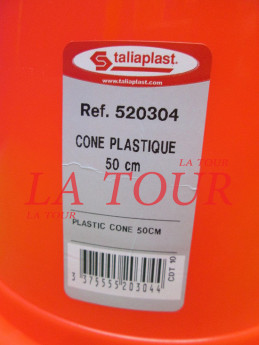 taliaplast.
www.taliaplast.com
Ref. 520304
CONE PLASTIQUE
50 cm
LA TOUR
LA TOUR
LA TOUR
PLASTIC CONE 50CM
3 375555 203044
CDT 10